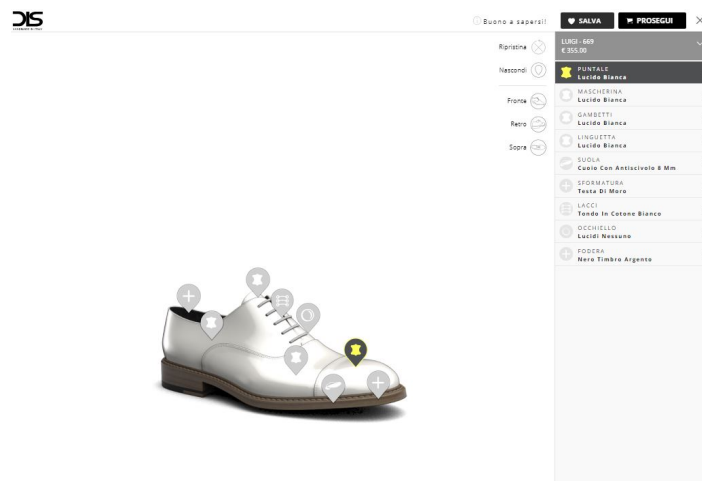 DIS
Buono a sapersi!
SALVA
PROSEGUI
Ripristina
Nascondi
Fronte
Retro
Sopra
LUIGI - 669
€ 355.00
PUNTALE
Lucido Bianca
MASCHERINA
Lucido Bianca
GAMBETTI
Lucido Bianca
LINGUETTA
Lucido Bianca
SUOLA
Cuoio Con Antiscivolo 8 Mm
SFORMATURA
Testa Di Moro
LACCI
Tondo In Cotone Bianco
OCCHIELLO
Lucidi Nessuno
FODERA
Nero Timbro Argento